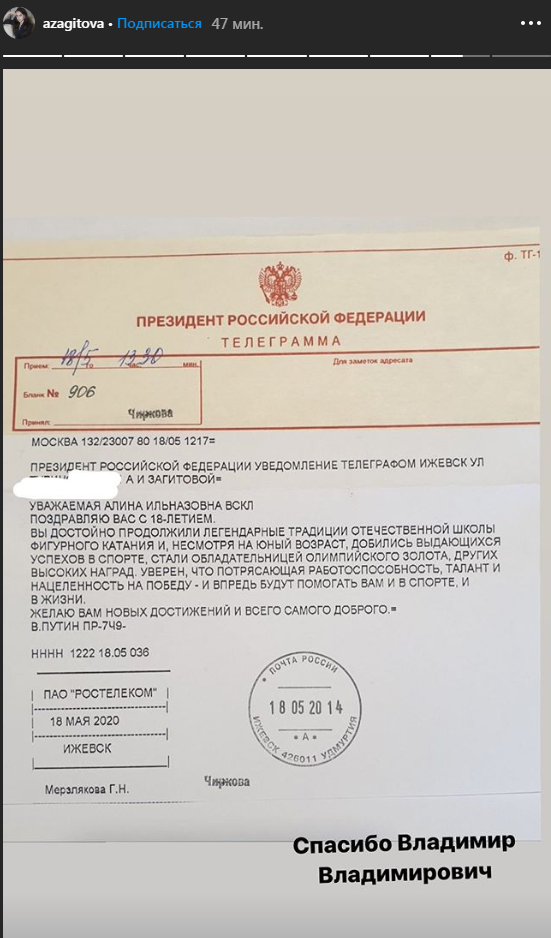 azagitova • Подписаться 47 мин.
ф. ТГ-1
ПРЕЗИДЕНТ РОССИЙСКОЙ ФЕДЕРАЦИИ
ТЕЛЕГРАММА
Прием: 18/5 го 1230 мин.
час.
Для заметок адресата
Бланк № 906
Чиркова
Принял:
МОСКВА 132/23007 80 18/05 1217=
ПРЕЗИДЕНТ РОССИЙСКОЙ ФЕДЕРАЦИИ УВЕДОМЛЕНИЕ ТЕЛЕГРАФОМ ИЖЕВСК УЛ
А И ЗАГИТОВОЙ=
УВАЖАЕМАЯ АЛИНА ИЛЬНАЗОВНА ВСКЛ
ПОЗДРАВЛЯЮ ВАС С 18-ЛЕТИЕМ.
ВЫ ДОСТОЙНО ПРОДОЛЖИЛИ ЛЕГЕНДАРНЫЕ ТРАДИЦИИ ОТЕЧЕСТВЕННОЙ ШКОЛЫ
ФИГУРНОГО КАТАНИЯ И, НЕСМОТРЯ НА ЮНЫЙ ВОЗРАСТ, ДОБИЛИСЬ ВЫДАЮЩИХСЯ
УСПЕХОВ В СПОРТЕ, СТАЛИ ОБЛАДАТЕЛЬНИЦЕЙ ОЛИМПИЙСКОГО ЗОЛОТА, ДРУГИХ
ВЫСОКИХ НАГРАД. УВЕРЕН, ЧТО ПОТРЯСАЮЩАЯ РАБОТОСПОСОБНОСТЬ, ТАЛАНТ И
НАЦЕЛЕННОСТЬ НА ПОБЕДУ - И ВПРЕДЬ БУДУТ ПОМОГАТЬ ВАМ И В СПОРТЕ, И
В ЖИЗНИ.
ЖЕЛАЮ ВАМ НОВЫХ ДОСТИЖЕНИЙ И ВСЕГО САМОГО ДОБРОГО.=
В.ПУТИН ПР-7Ч9-
НННН 1222 18.05 036
ПАО "РОСТЕЛЕКОМ"
18 МАЯ 2020
ИЖЕВСК
Мерзлякова Г.Н.
Чиркова
ПОЧТА РОССИИ
18 05 20 14
* А *
ИЖЕВСК 426011 УДМУРТИЯ
Спасибо Владимир
Владимирович